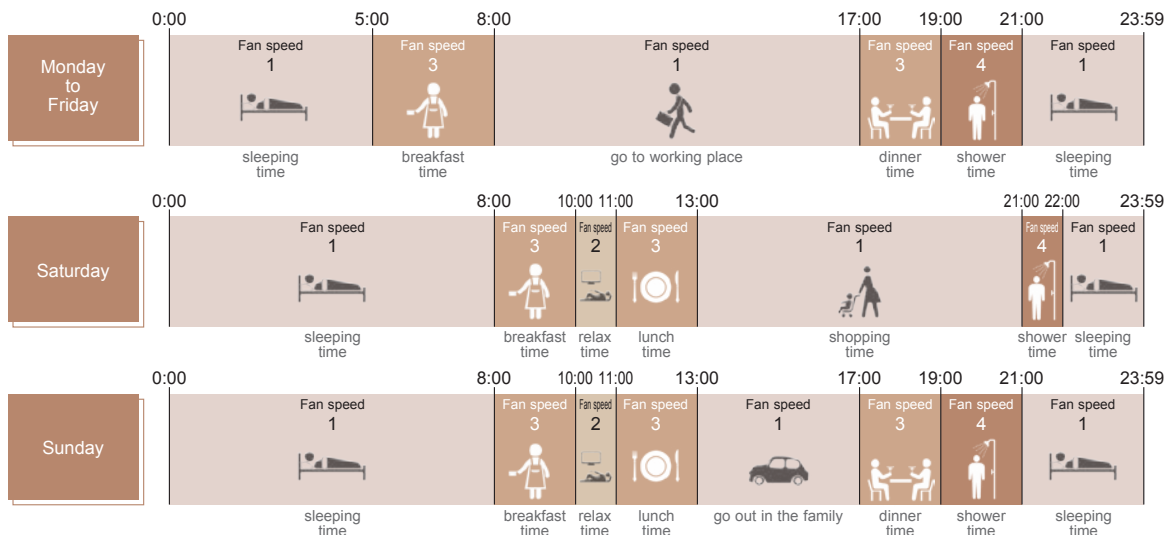 0:00 5:00 8:00 17:00 19:00 21:00 23:59
Monday
to
Friday
Fan speed Fan speed Fan speed Fan speed Fan speed Fan speed
1 3 1 3 4 1
sleeping breakfast go to working place dinner shower sleeping
time time time time time
0:00 8:00 10:00 11:00 13:00 21:00 22:00 23:59
Saturday
Fan speed Fan speed Fan speed Fan speed Fan speed Fan speed Fan speed
1 3 2 3 1 4 1
sleeping breakfast relax lunch shopping shower sleeping
time time time time time time time
0:00 8:00 10:00 11:00 13:00 17:00 19:00 21:00 23:59
Sunday
Fan speed Fan speed Fan speed Fan speed Fan speed Fan speed Fan speed Fan speed
1 3 2 3 1 3 4 1
sleeping breakfast relax lunch go out in the family dinner shower sleeping
time time time time time time time